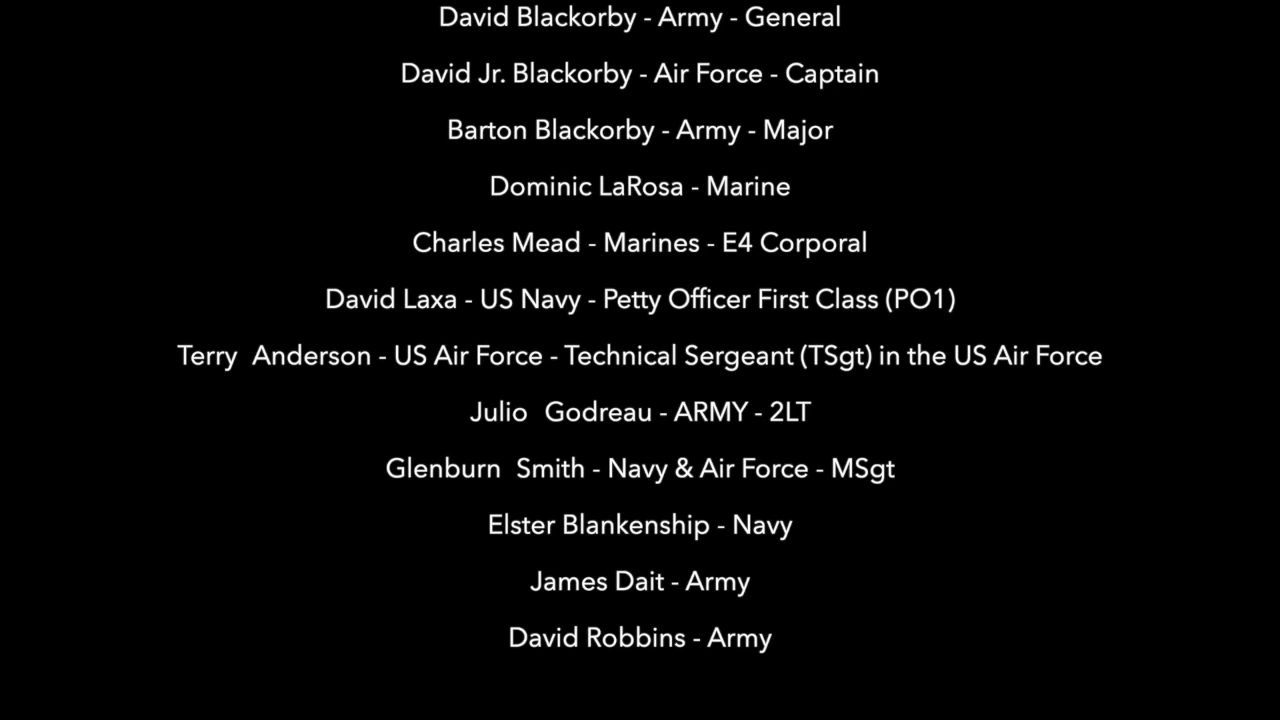 David Blackorby - Army - General
David Jr. Blackorby - Air Force - Captain
Barton Blackorby - Army - Major
Dominic LaRosa - Marine
Charles Mead - Marines - E4 Corporal
David Laxa - US Navy - Petty Officer First Class (PO1)
Terry  Anderson - US Air Force - Technical Sergeant (TSgt) in the US Air Force
Julio  Godreau - ARMY - 2LT
Glenburn  Smith - Navy & Air Force - MSgt
Elster Blankenship - Navy
James Dait - Army
David Robbins - Army